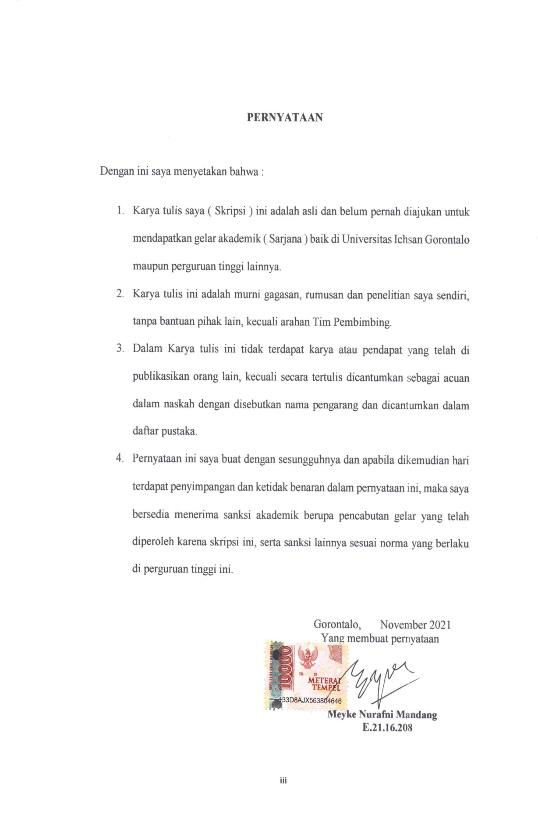 PERNYATAAN
Dengan ini saya menyetakan bahwa :
1. Karya tulis saya ( Skripsi ) ini adalah asli dan belum pernah diajukan untuk
mendapatkan gelar akademik ( Sarjana ) baik di Universitas Ichsan Gorontalo
maupun perguruan tinggi lainnya.
2. Karya tulis ini adalah murni gagasan, rumusan dan penelitian saya sendiri,
tanpa bantuan pihak lain, kecuali arahan Tim Pembimbing.
3. Dalam Karya tulis ini tidak terdapat karya atau pendapat yang telah di
publikasikan orang lain, kecuali secara tertulis dicantumkan sebagai acuan
dalam naskah dengan disebutkan nama pengarang dan dicantumkan dalam
daftar pustaka.
4. Pernyataan ini saya buat dengan sesungguhnya dan apabila dikemudian hari
terdapat penyimpangan dan ketidak benaran dalam pernyataan ini, maka saya
bersedia menerima sanksi akademik berupa pencabutan gelar yang telah
diperoleh karena skripsi ini, serta sanksi lainnya sesuai norma yang berlaku
di perguruan tinggi ini.
Gorontalo, November 2021
Yang membuat pernyataan
10000
METERAI
TEMPEL
Meyke Nurafni Mandang
E.21.16.208
iii